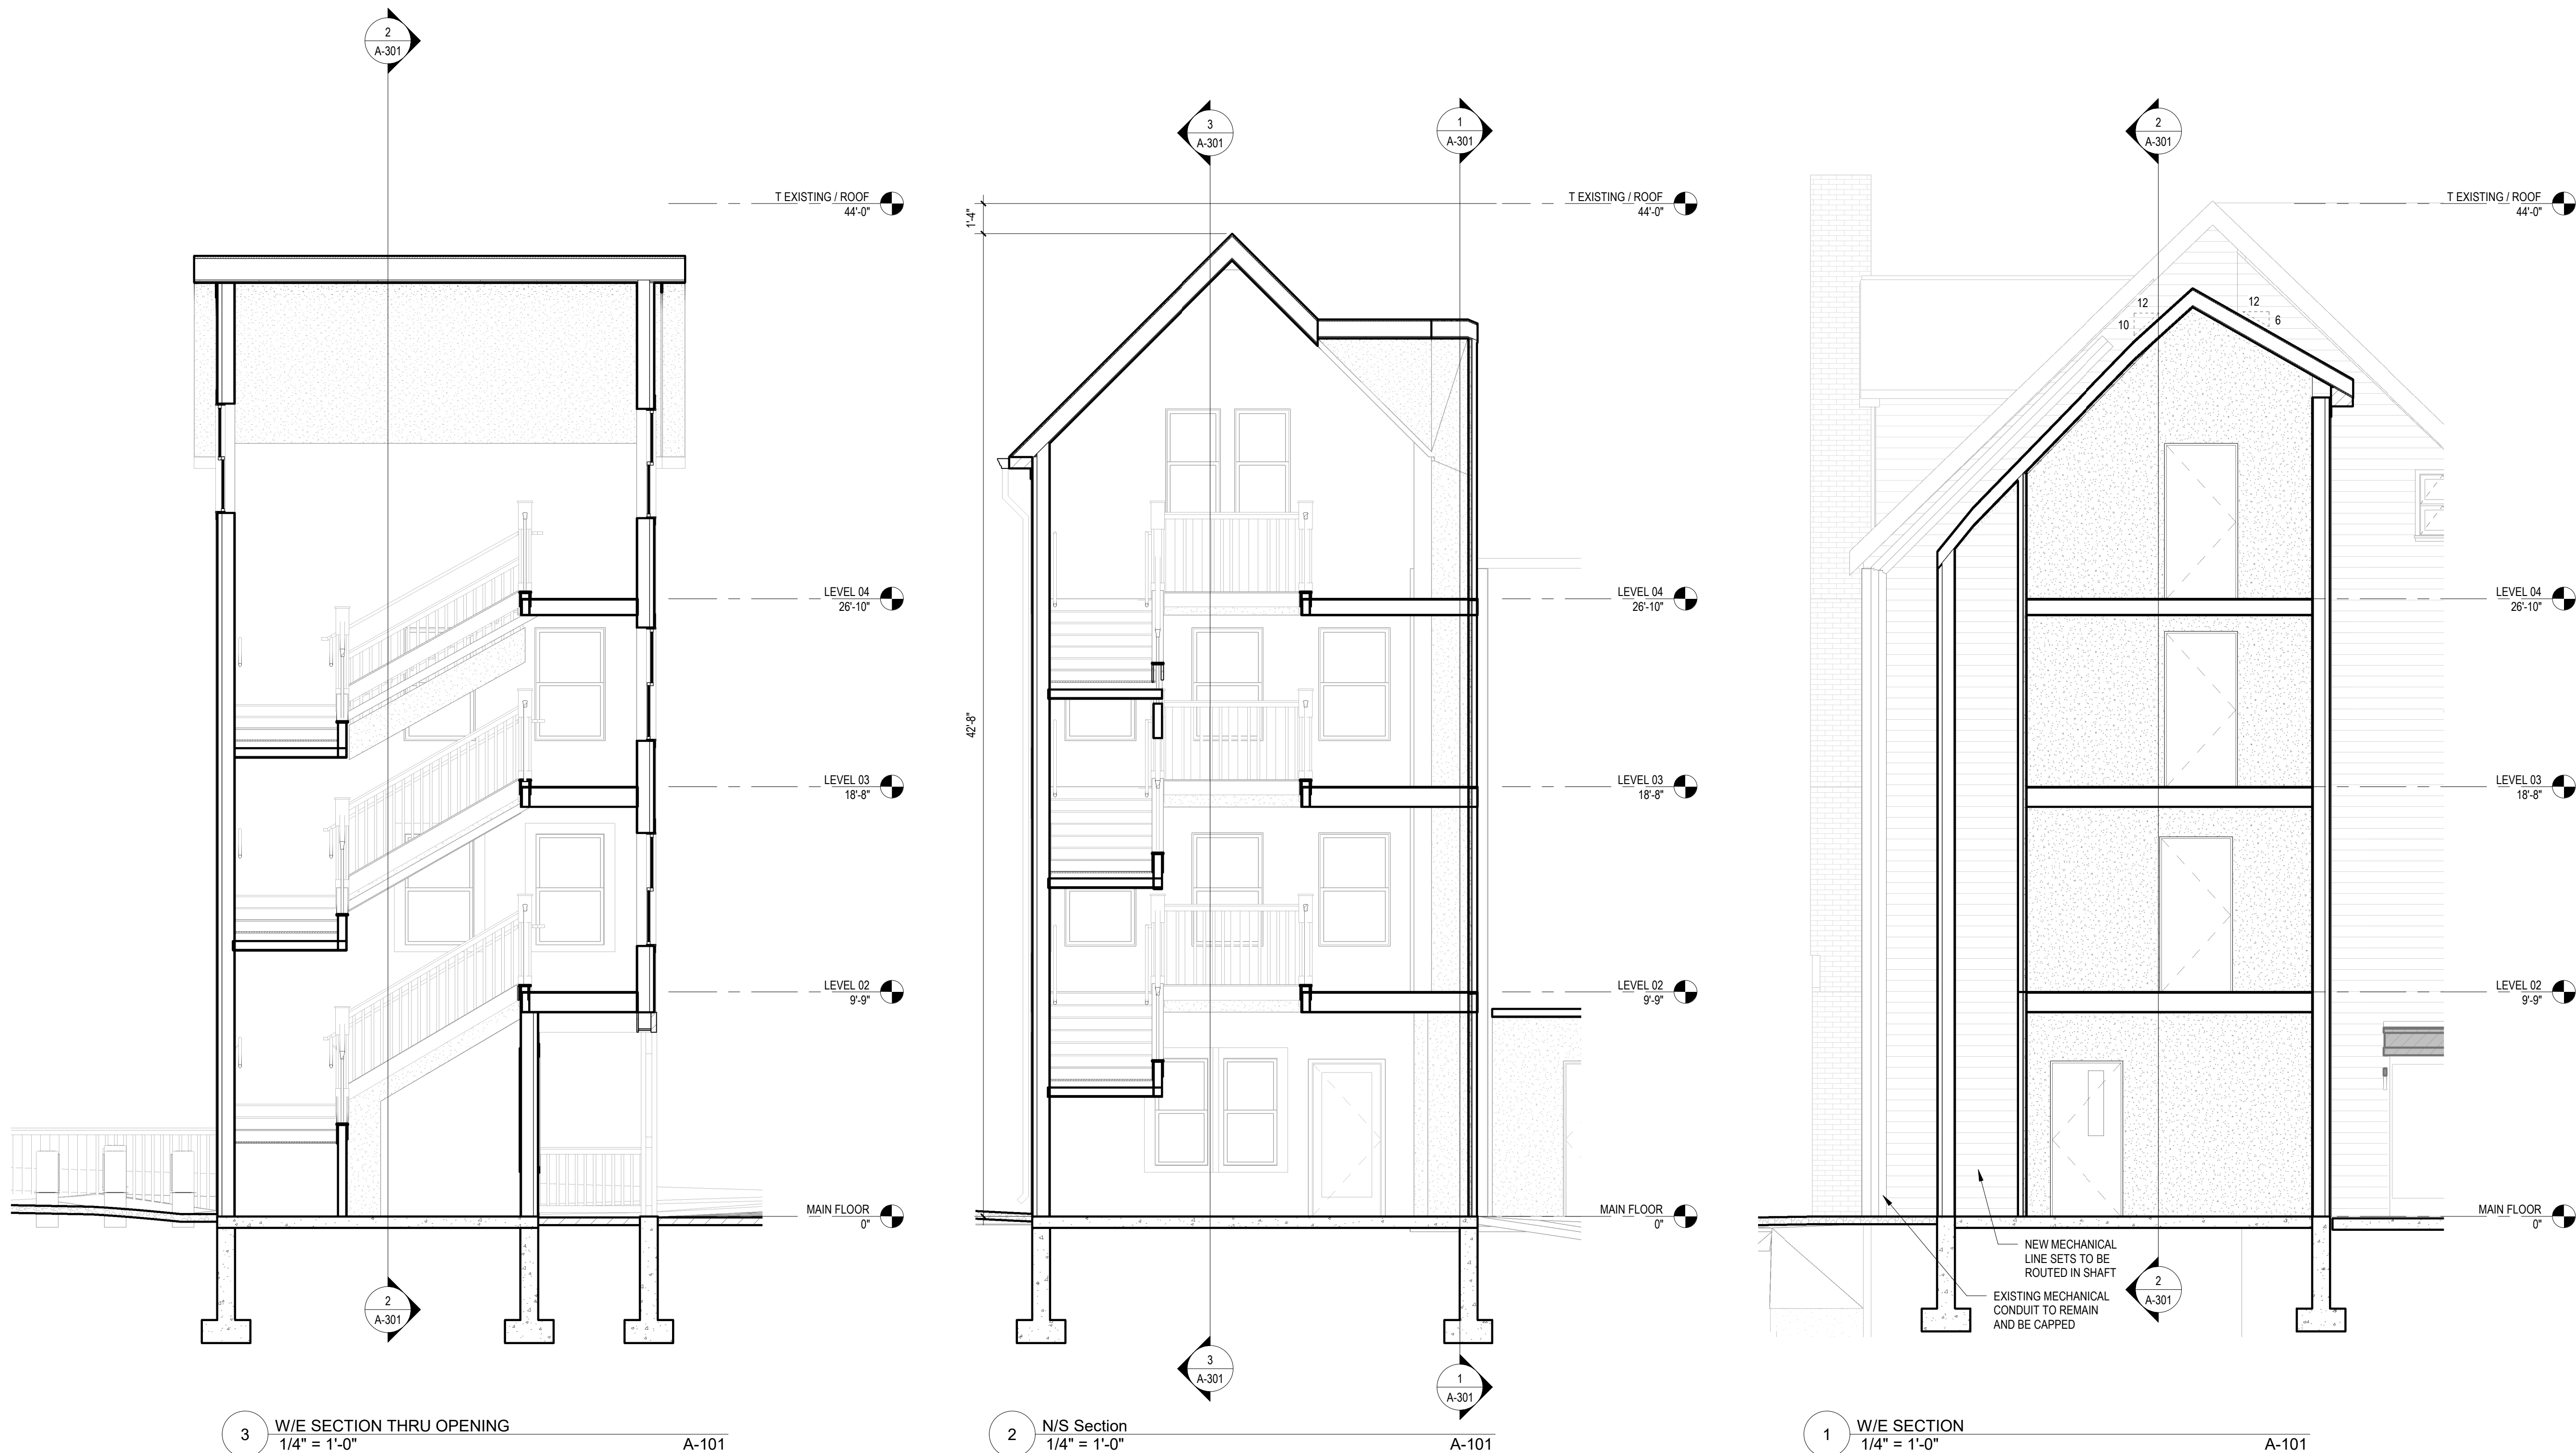 2
A-301
T EXISTING / ROOF
44'-0"
LEVEL 04
26'-10"
LEVEL 03
18'-8"
LEVEL 02
9'-9"
MAIN FLOOR
0"
2
A-301
3
W/E SECTION THRU OPENING
1/4" = 1'-0"
A-101
3
A-301
1
A-301
1'-4"
42'-8"
T EXISTING / ROOF
44'-0"
LEVEL 04
26'-10"
LEVEL 03
18'-8"
LEVEL 02
9'-9"
MAIN FLOOR
0"
3
A-301
1
A-301
2
N/S Section
1/4" = 1'-0"
A-101
2
A-301
T EXISTING / ROOF
44'-0"
12
10
12
6
LEVEL 04
26'-10"
LEVEL 03
18'-8"
LEVEL 02
9'-9"
MAIN FLOOR
0"
NEW MECHANICAL
LINE SETS TO BE
ROUTED IN SHAFT
EXISTING MECHANICAL
CONDUIT TO REMAIN
AND BE CAPPED
2
A-301
1
W/E SECTION
1/4" = 1'-0"
A-101